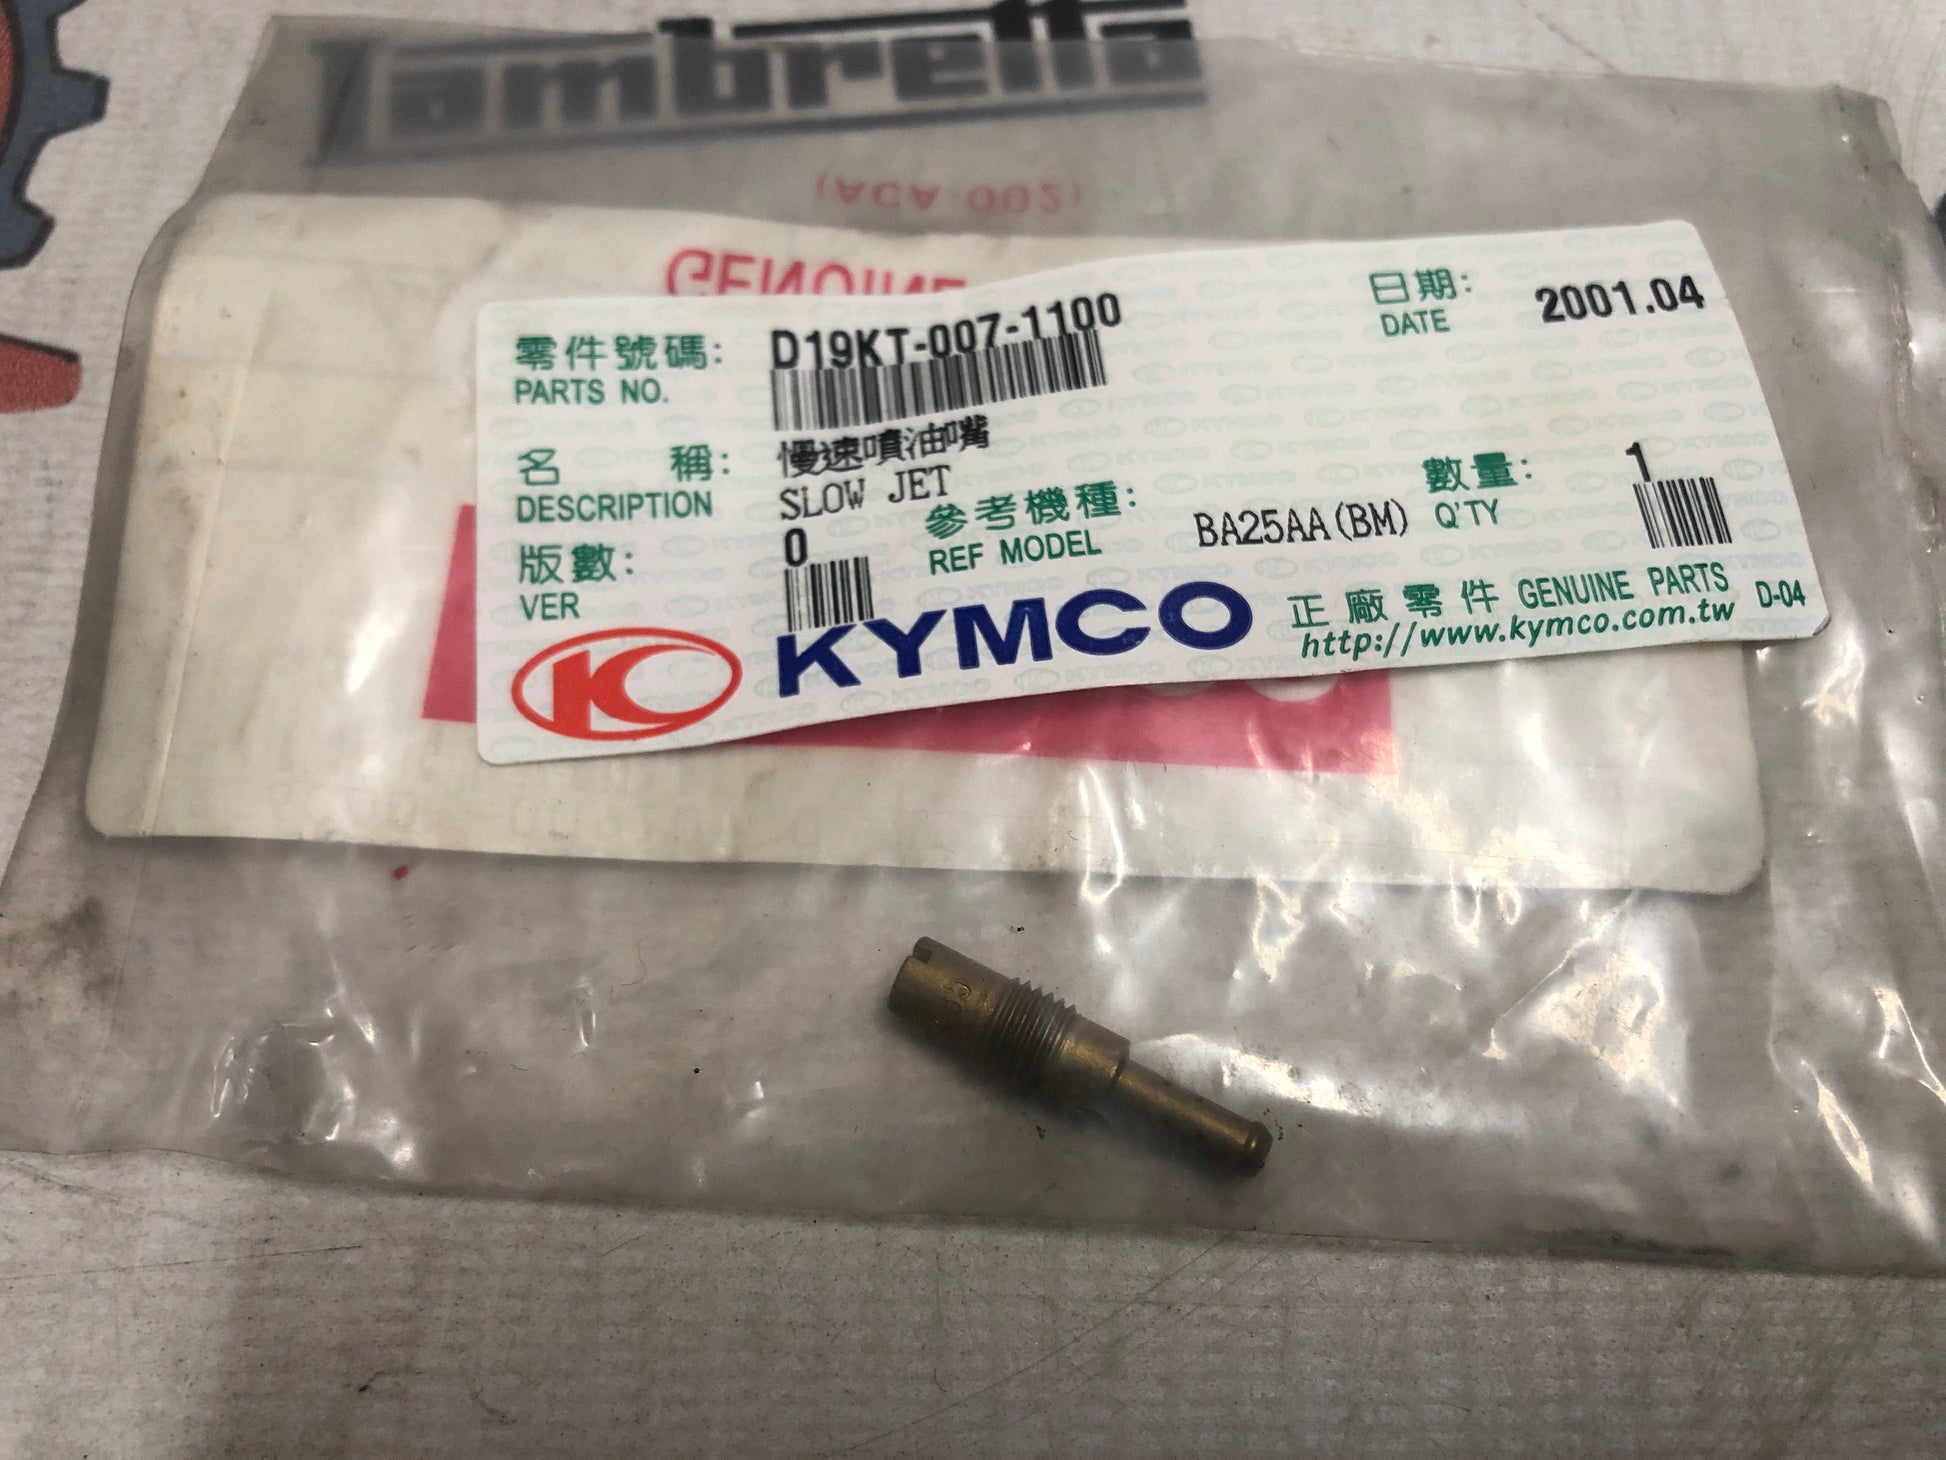 Lambrella
(ACA-002)
GENUINE
零件號碼: D19KT-007-1100 日期: 2001.04
PARTS NO. DATE
名 稱: 慢速噴油嘴
DESCRIPTION SLOW JET
版數: 0 參考機種: BA25AA(BM) 數量: 1
VER REF MODEL Q'TY
KYMCO 正廠零件 GENUINE PARTS D-04
http://www.kymco.com.tw
35